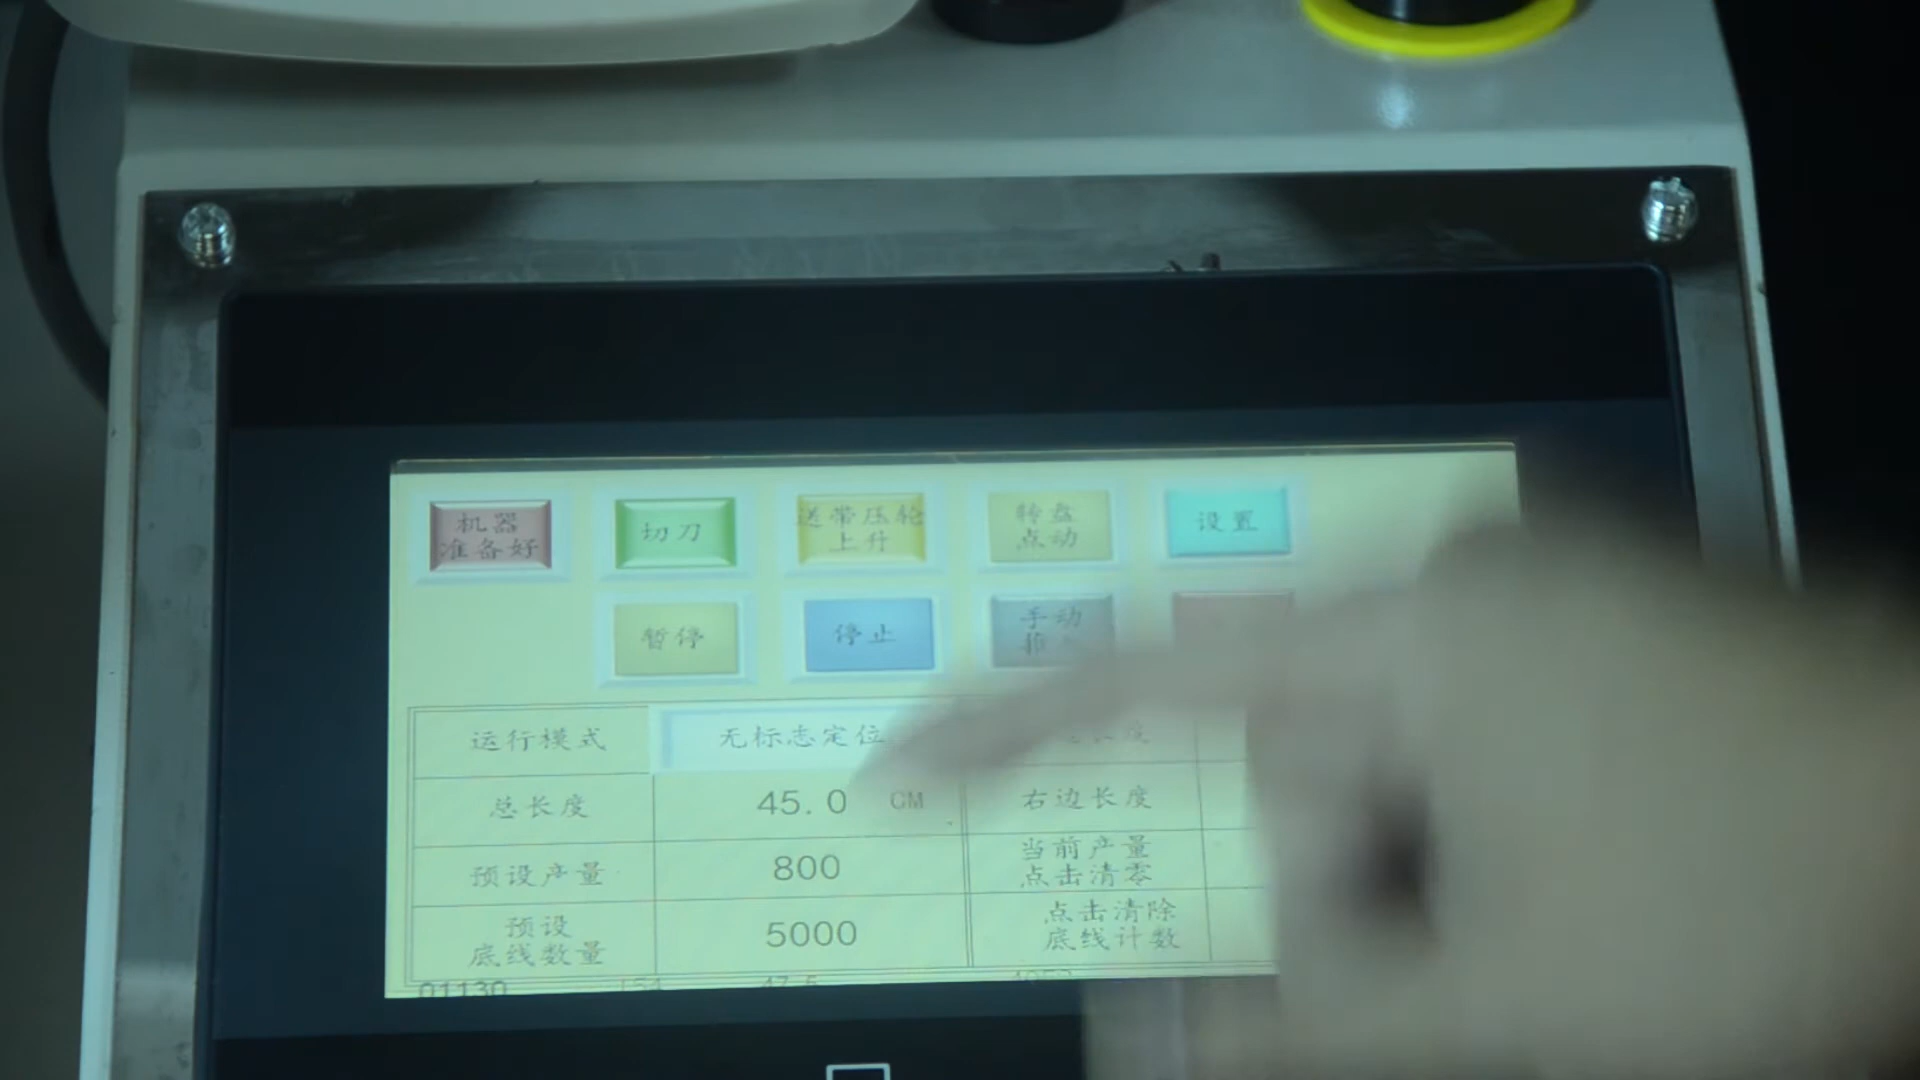 机器
准备好
切刀
送带压轮
上升
转盘
点动
设置
暂停
停止
手动
推
运行模式
无标志定位
总长度
45.0 CM
右边长度
预设产量
800
当前产量
点击清零
预设
底线数量
5000
点击清除
底线计数
01130